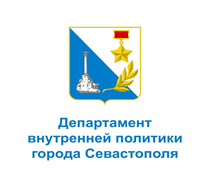 Департамент
внутренней политики
города Севастополя